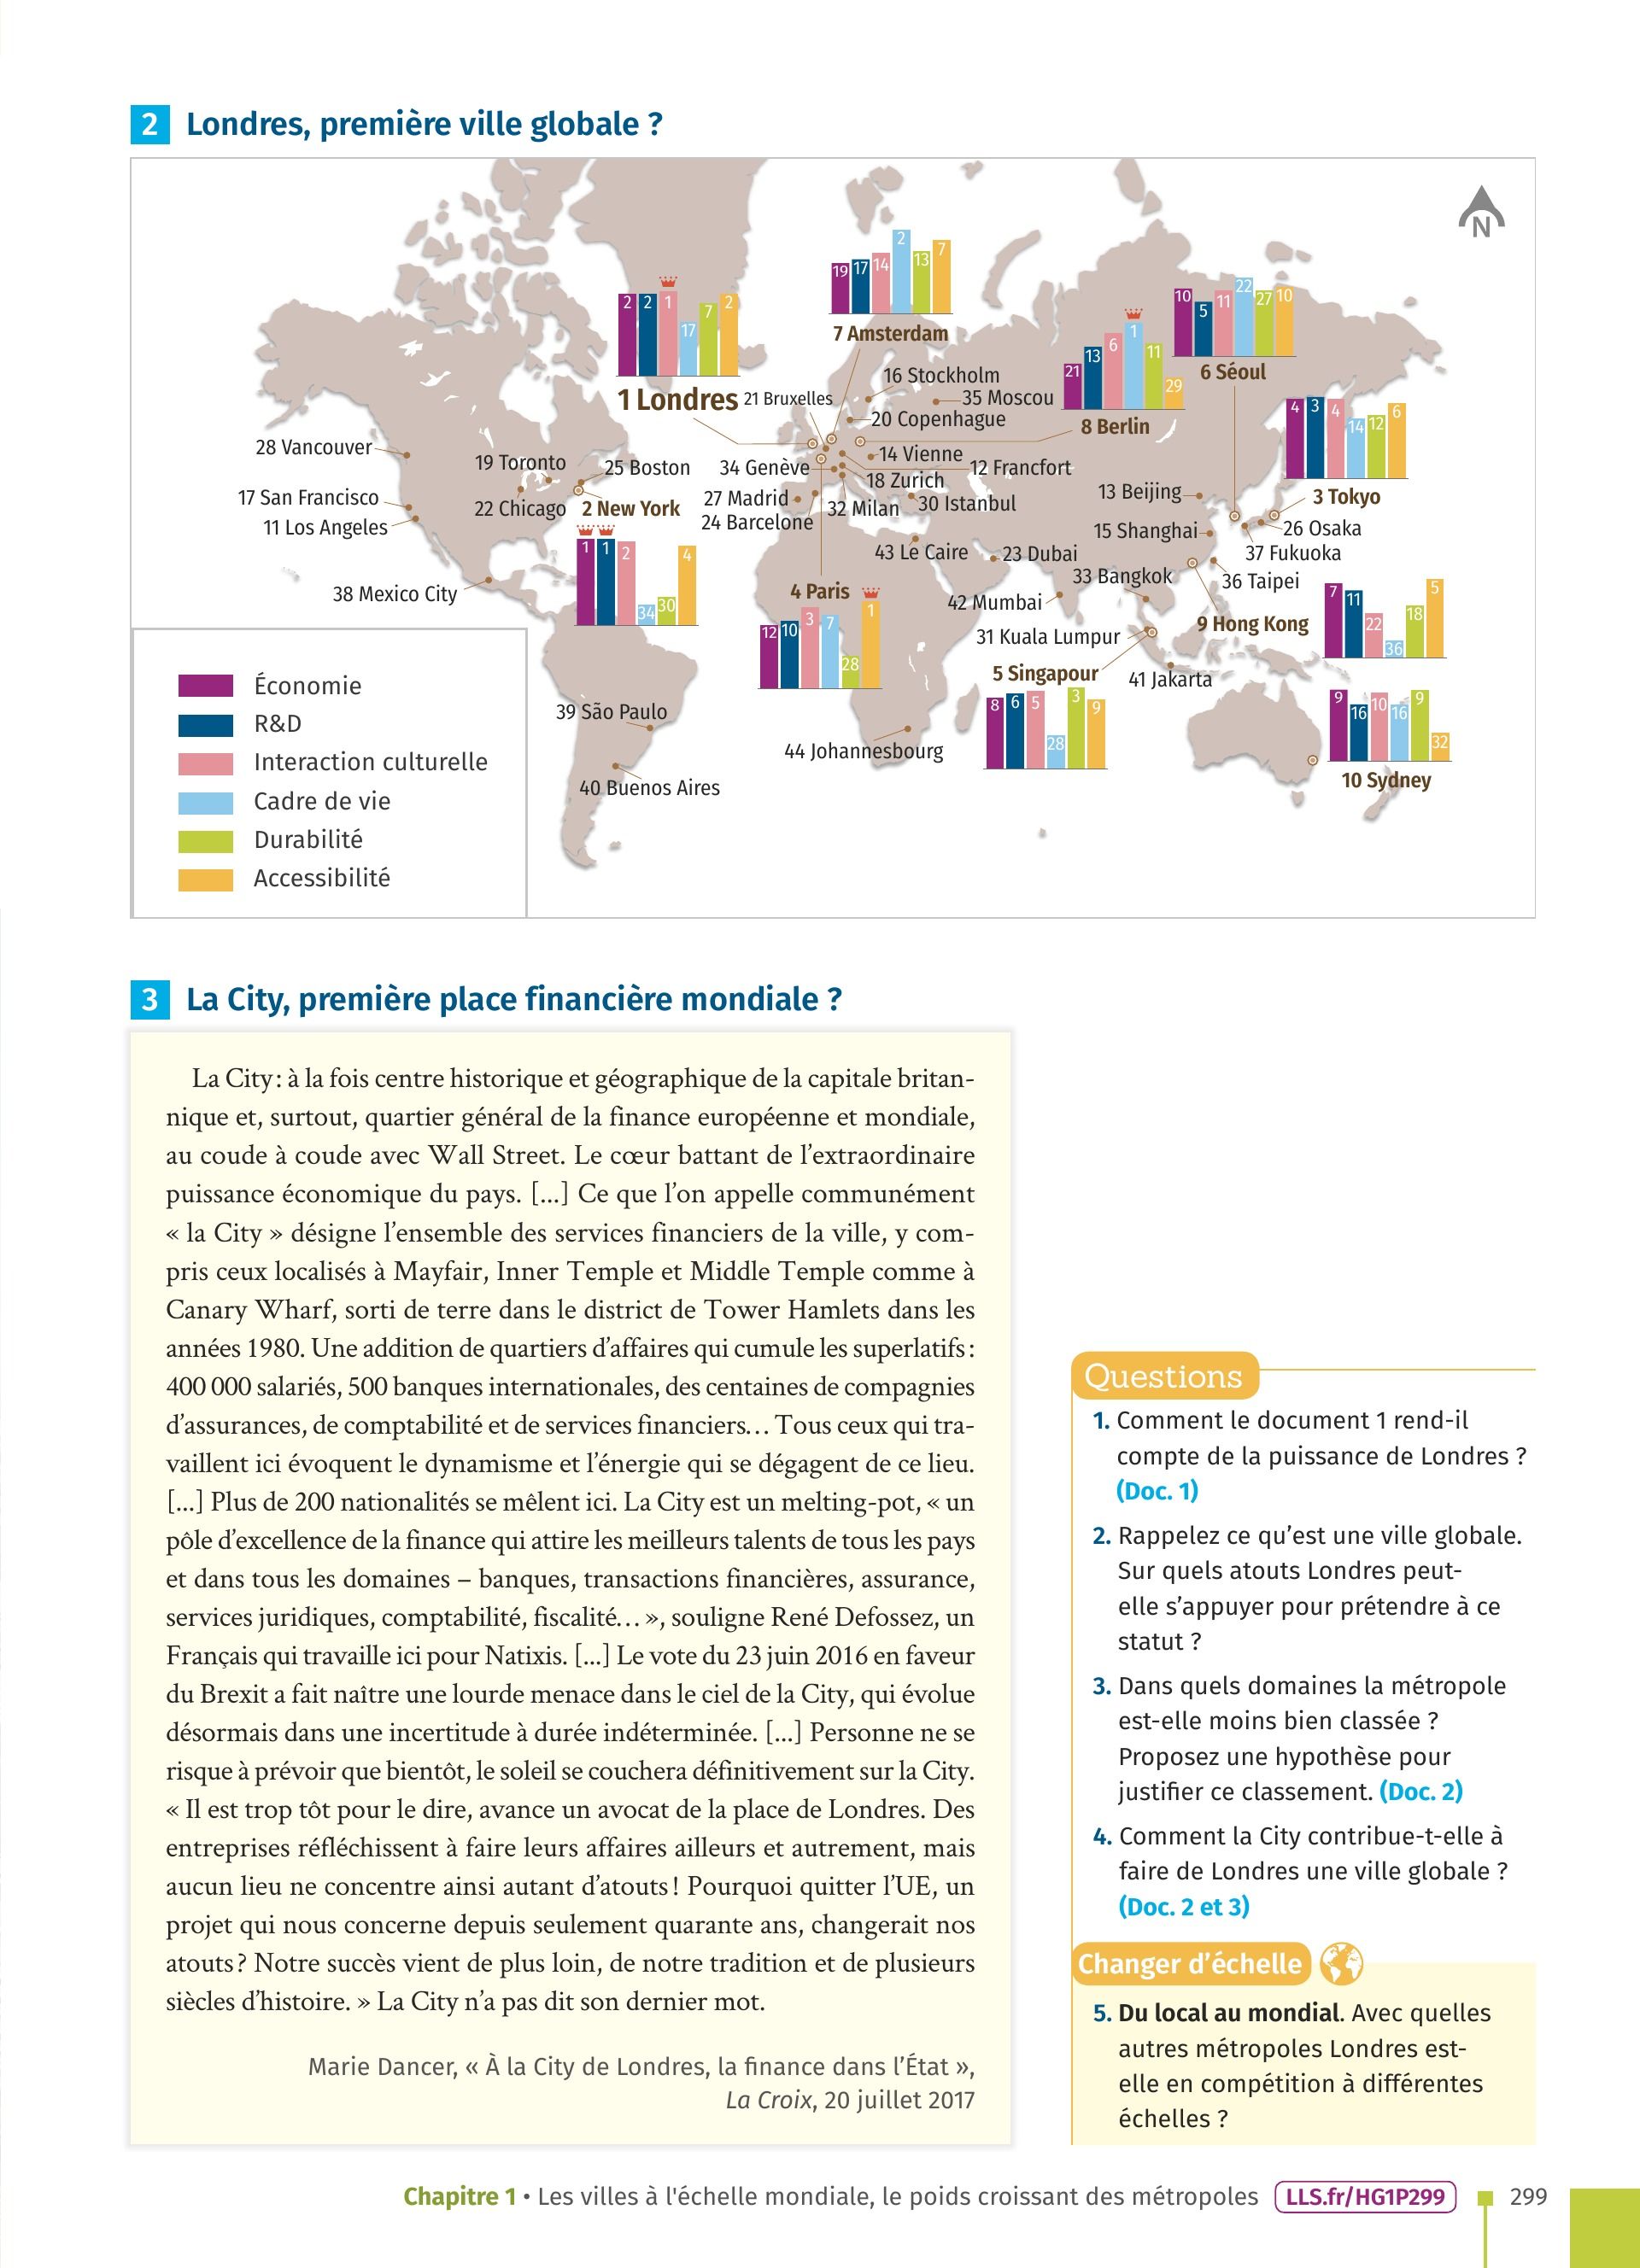 2 Londres, première ville globale ?
N
2 2 1 17 7 2
1 Londres
19 17 14 2 13 7
7 Amsterdam
21 13 6 1 11 29
8 Berlin
10 5 11 22 27 10
6 Séoul
4 3 4 14 12 6
3 Tokyo
16 Stockholm
21 Bruxelles
35 Moscou
20 Copenhague
28 Vancouver
19 Toronto
25 Boston
34 Genève
14 Vienne
12 Francfort
18 Zurich
17 San Francisco
22 Chicago
2 New York
27 Madrid
32 Milan
30 Istanbul
13 Beijing
11 Los Angeles
24 Barcelone
15 Shanghai
26 Osaka
37 Fukuoka
1 1 2 34 30 4
43 Le Caire
23 Dubai
33 Bangkok
36 Taipei
38 Mexico City
4 Paris
12 10 3 7 28 1
42 Mumbai
9 Hong Kong
7 11 22 36 18 5
31 Kuala Lumpur
5 Singapour
8 6 5 28 3 9
41 Jakarta
39 São Paulo
44 Johannesbourg
40 Buenos Aires
9 16 10 16 9 32
10 Sydney
Économie
R&D
Interaction culturelle
Cadre de vie
Durabilité
Accessibilité
3 La City, première place financière mondiale ?
La City : à la fois centre historique et géographique de la capitale britan-
nique et, surtout, quartier général de la finance européenne et mondiale,
au coude à coude avec Wall Street. Le cœur battant de l’extraordinaire
puissance économique du pays. [...] Ce que l’on appelle communément
« la City » désigne l’ensemble des services financiers de la ville, y com-
pris ceux localisés à Mayfair, Inner Temple et Middle Temple comme à
Canary Wharf, sorti de terre dans le district de Tower Hamlets dans les
années 1980. Une addition de quartiers d’affaires qui cumule les superlatifs :
400 000 salariés, 500 banques internationales, des centaines de compagnies
d’assurances, de comptabilité et de services financiers… Tous ceux qui tra-
vaillent ici évoquent le dynamisme et l’énergie qui se dégagent de ce lieu.
[...] Plus de 200 nationalités se mêlent ici. La City est un melting-pot, « un
pôle d’excellence de la finance qui attire les meilleurs talents de tous les pays
et dans tous les domaines – banques, transactions financières, assurance,
services juridiques, comptabilité, fiscalité… », souligne René Defossez, un
Français qui travaille ici pour Natixis. [...] Le vote du 23 juin 2016 en faveur
du Brexit a fait naître une lourde menace dans le ciel de la City, qui évolue
désormais dans une incertitude à durée indéterminée. [...] Personne ne se
risque à prévoir que bientôt, le soleil se couchera définitivement sur la City.
« Il est trop tôt pour le dire, avance un avocat de la place de Londres. Des
entreprises réfléchissent à faire leurs affaires ailleurs et autrement, mais
aucun lieu ne concentre ainsi autant d’atouts ! Pourquoi quitter l’UE, un
projet qui nous concerne depuis seulement quarante ans, changerait nos
atouts ? Notre succès vient de plus loin, de notre tradition et de plusieurs
siècles d’histoire. » La City n’a pas dit son dernier mot.
Marie Dancer, « À la City de Londres, la finance dans l’État »,
La Croix, 20 juillet 2017
Questions
1. Comment le document 1 rend-il
compte de la puissance de Londres ?
(Doc. 1)
2. Rappelez ce qu’est une ville globale.
Sur quels atouts Londres peut-
elle s’appuyer pour prétendre à ce
statut ?
3. Dans quels domaines la métropole
est-elle moins bien classée ?
Proposez une hypothèse pour
justifier ce classement. (Doc. 2)
4. Comment la City contribue-t-elle à
faire de Londres une ville globale ?
(Doc. 2 et 3)
Changer d’échelle
5. Du local au mondial. Avec quelles
autres métropoles Londres est-
elle en compétition à différentes
échelles ?
Chapitre 1 • Les villes à l'échelle mondiale, le poids croissant des métropoles LLS.fr/HG1P299 299